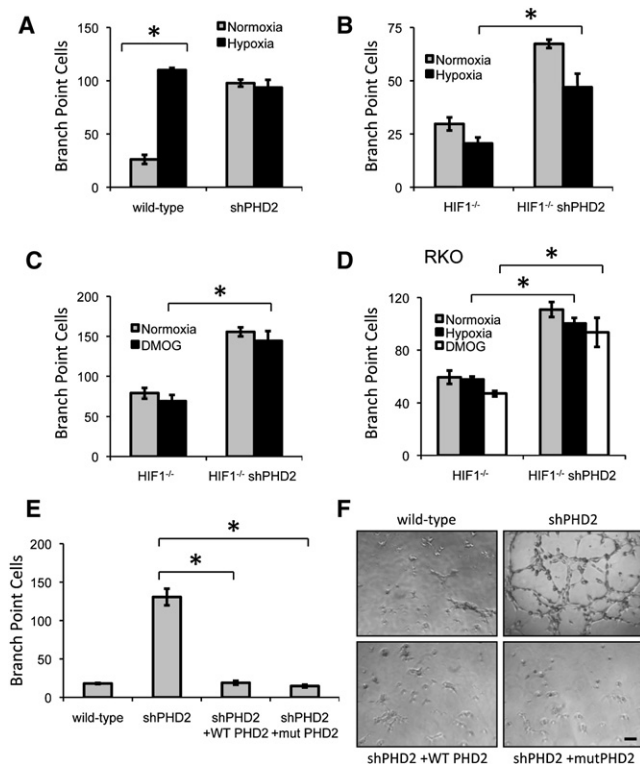 A
Branch Point Cells
150
100
50
0
*
Normoxia
Hypoxia
wild-type
shPHD2
B
Branch Point Cells
75
50
25
0
*
Normoxia
Hypoxia
HIF1-/-
HIF1-/- shPHD2
C
Branch Point Cells
200
150
100
50
0
*
Normoxia
DMOG
HIF1-/-
HIF1-/- shPHD2
D
RKO
Branch Point Cells
120
80
40
0
*
*
Normoxia
Hypoxia
DMOG
HIF1-/-
HIF1-/- shPHD2
E
Branch Point Cells
200
150
100
50
0
*
*
wild-type
shPHD2
shPHD2
+WT PHD2
shPHD2
+mut PHD2
F
wild-type
shPHD2
shPHD2 +WT PHD2
shPHD2 +mutPHD2